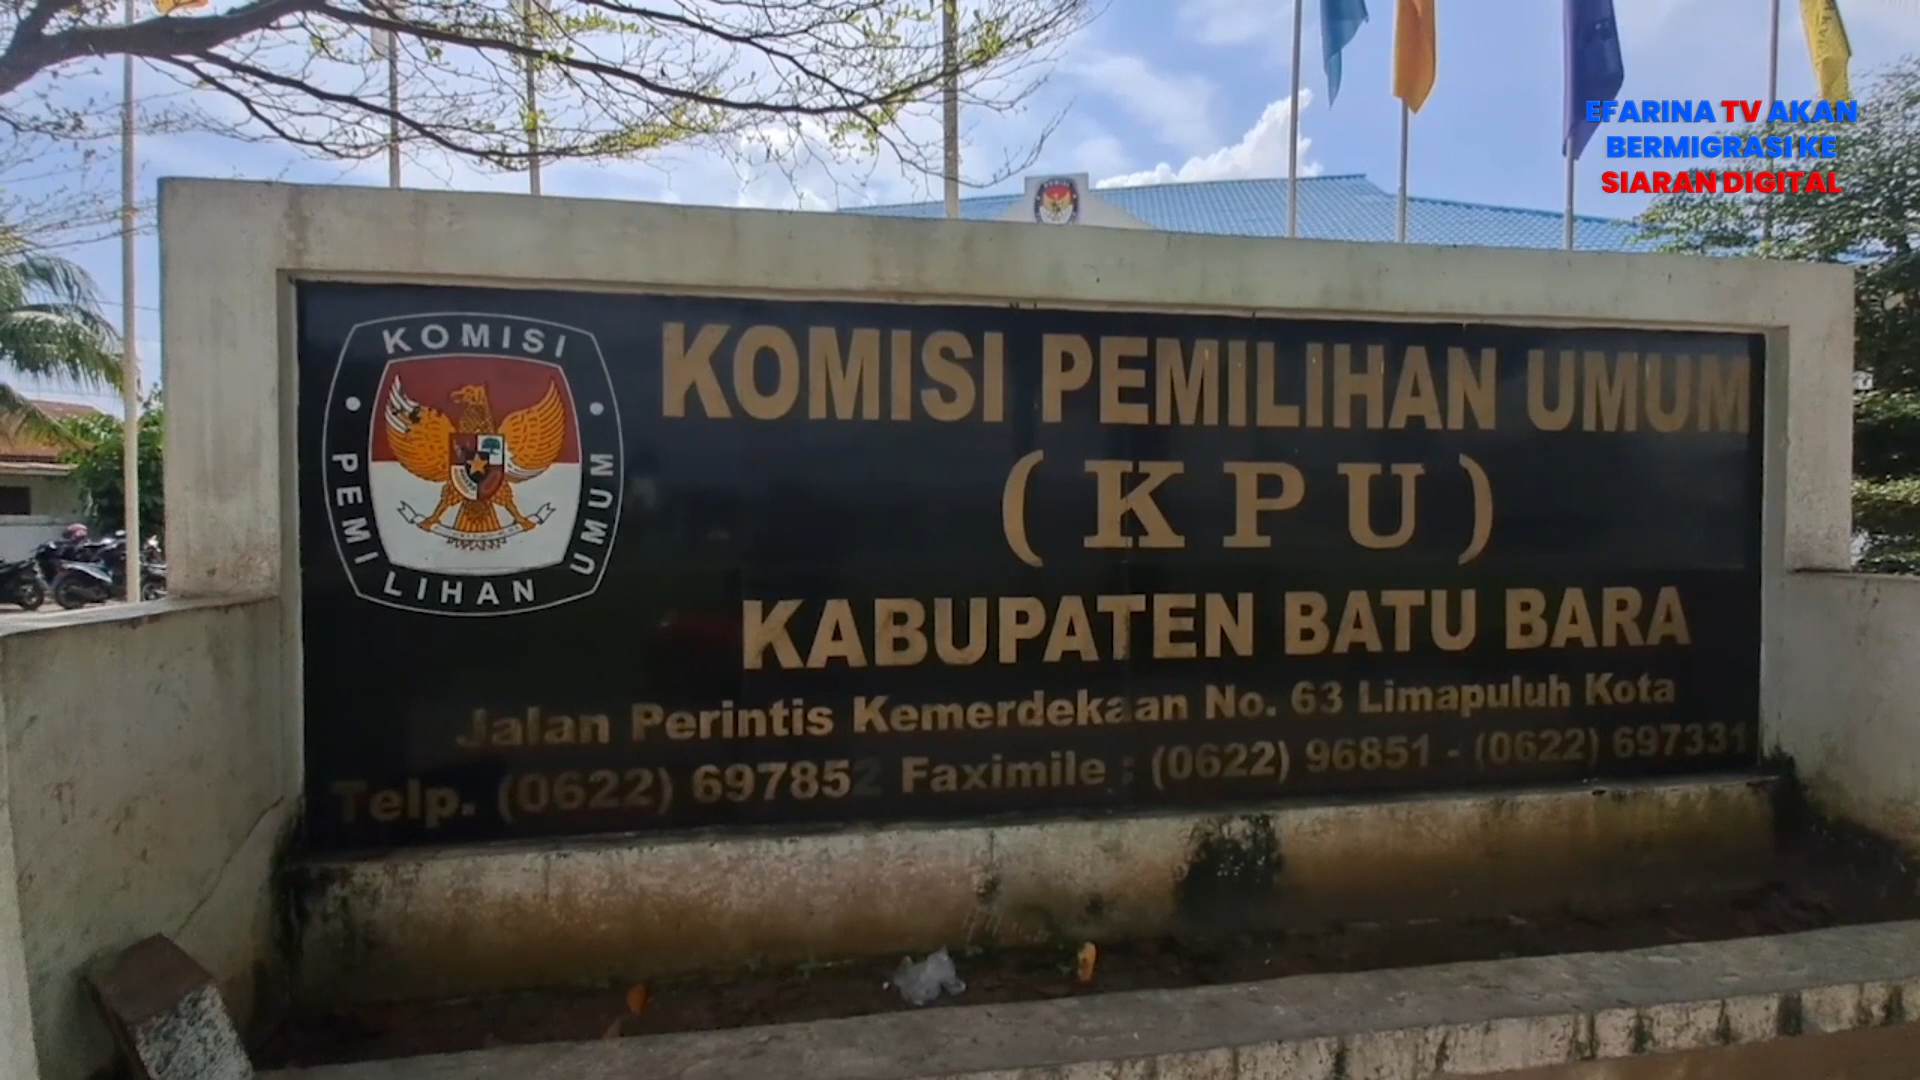 EFARINA TV AKAN
BERMIGRASI KE
SIARAN DIGITAL
KOMISI
PEMILIHAN UMUM
KOMISI PEMILIHAN UMUM
(KPU)
KABUPATEN BATU BARA
Jalan Perintis Kemerdekaan No. 63 Limapuluh Kota
Telp. (0622) 697852 Faximile : (0622) 96851 - (0622) 697331